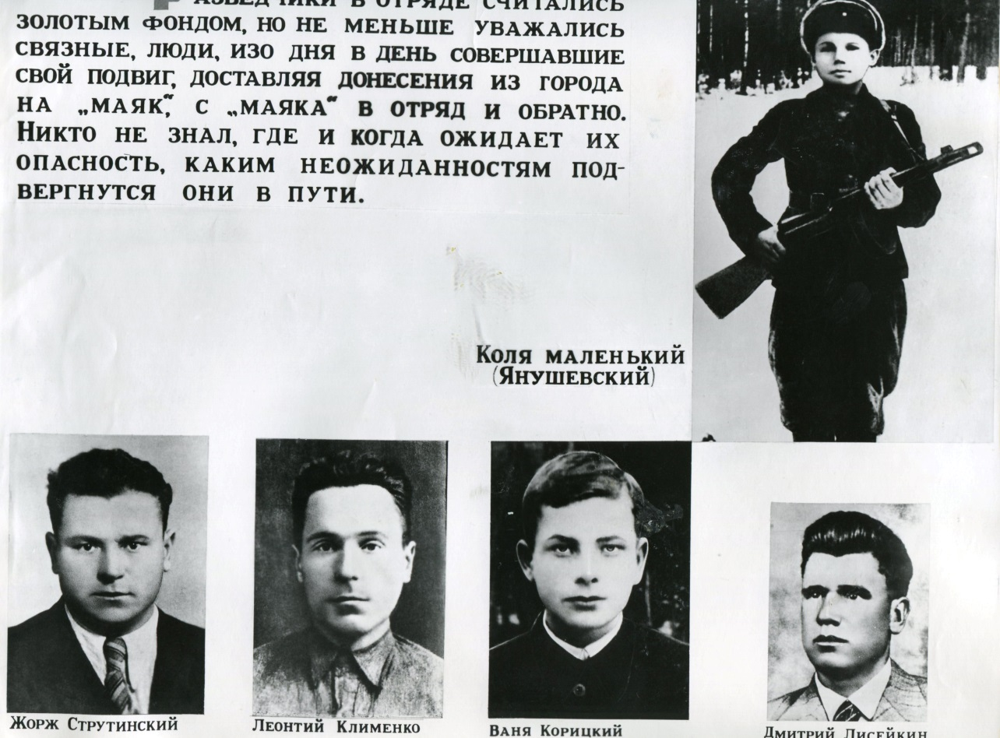 АЗВЕДЧИКИ В ОТРЯДЕ СЧИТАЛИСЬ
ЗОЛОТЫМ ФОНДОМ, НО НЕ МЕНЬШЕ УВАЖАЛИСЬ
СВЯЗНЫЕ, ЛЮДИ, ИЗО ДНЯ В ДЕНЬ СОВЕРШАВШИЕ
СВОЙ ПОДВИГ, ДОСТАВЛЯЯ ДОНЕСЕНИЯ ИЗ ГОРОДА
НА „МАЯК“, С „МАЯКА“ В ОТРЯД И ОБРАТНО.
НИКТО НЕ ЗНАЛ, ГДЕ И КОГДА ОЖИДАЕТ ИХ
ОПАСНОСТЬ, КАКИМ НЕОЖИДАННОСТЯМ ПОД-
ВЕРГНУТСЯ ОНИ В ПУТИ.
КОЛЯ МАЛЕНЬКИЙ
(ЯНУШЕВСКИЙ)
ЖОРЖ СТРУТИНСКИЙ
ЛЕОНТИЙ КЛИМЕНКО
ВАНЯ КОРИЦКИЙ
ДМИТРИЙ ЛИСЕЙКИН